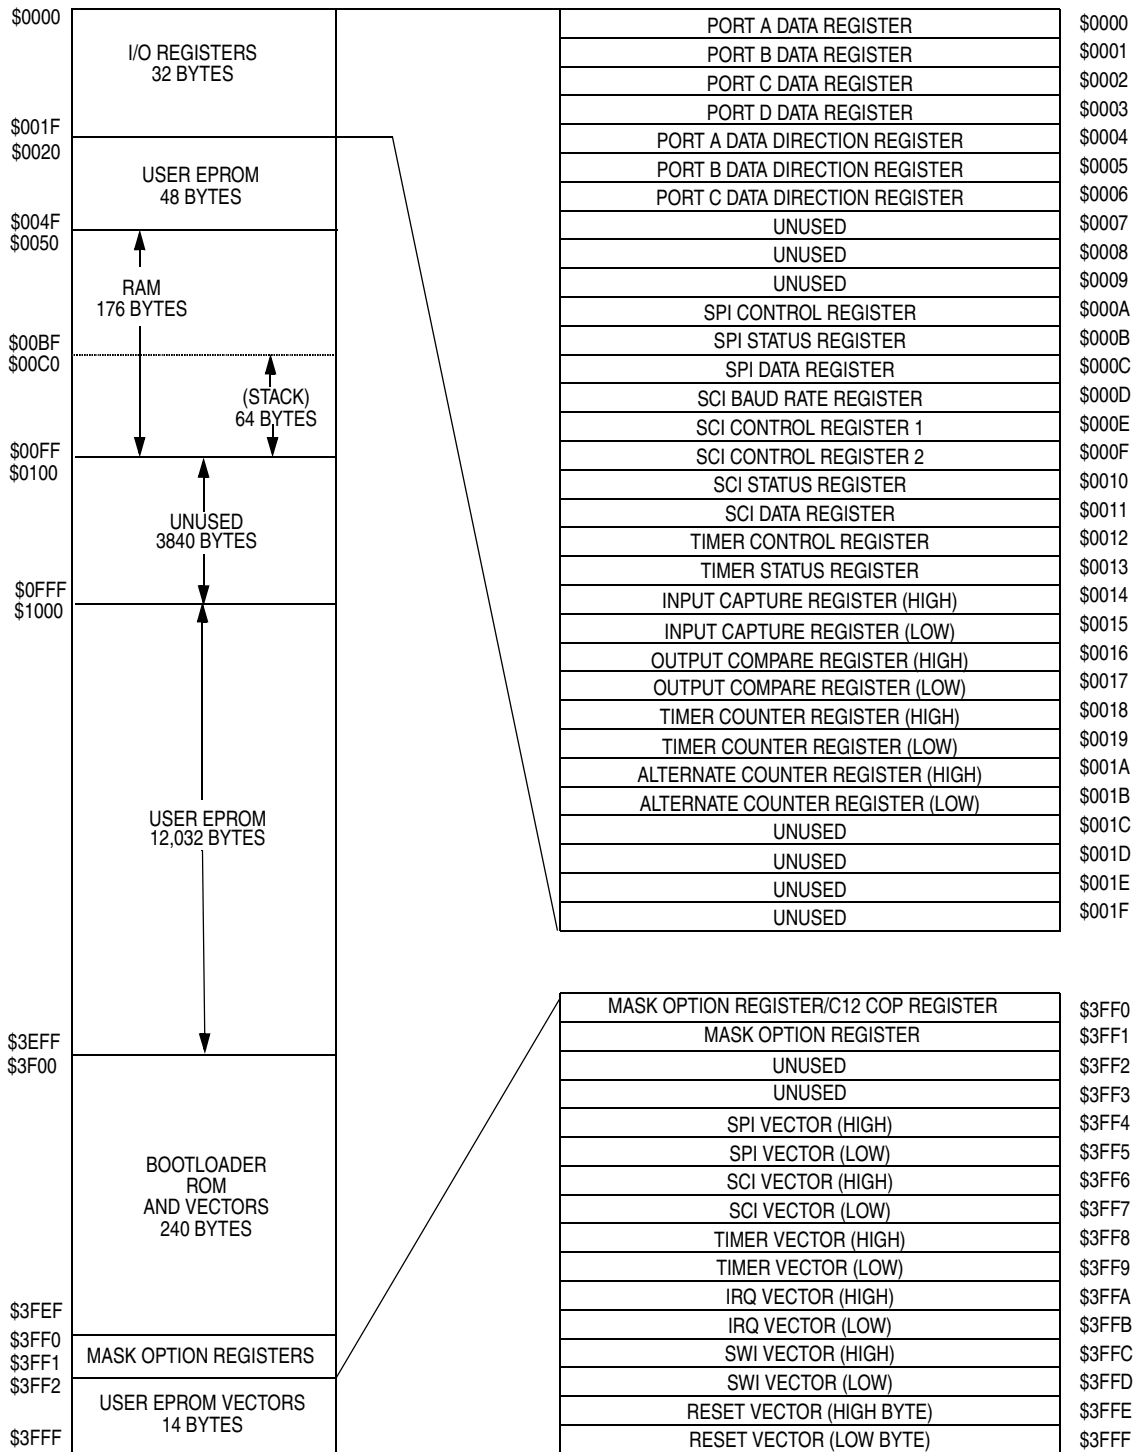 $0000
I/O REGISTERS
32 BYTES
$001F
$0020
USER EPROM
48 BYTES
$004F
$0050
RAM
176 BYTES
$00BF
$00C0
(STACK)
64 BYTES
$00FF
$0100
UNUSED
3840 BYTES
$0FFF
$1000
USER EPROM
12,032 BYTES
$3EFF
$3F00
BOOTLOADER
ROM
AND VECTORS
240 BYTES
$3FEF
$3FF0
$3FF1
MASK OPTION REGISTERS
$3FF2
USER EPROM VECTORS
14 BYTES
$3FFF
PORT A DATA REGISTER $0000
PORT B DATA REGISTER $0001
PORT C DATA REGISTER $0002
PORT D DATA REGISTER $0003
PORT A DATA DIRECTION REGISTER $0004
PORT B DATA DIRECTION REGISTER $0005
PORT C DATA DIRECTION REGISTER $0006
UNUSED $0007
UNUSED $0008
UNUSED $0009
SPI CONTROL REGISTER $000A
SPI STATUS REGISTER $000B
SPI DATA REGISTER $000C
SCI BAUD RATE REGISTER $000D
SCI CONTROL REGISTER 1 $000E
SCI CONTROL REGISTER 2 $000F
SCI STATUS REGISTER $0010
SCI DATA REGISTER $0011
TIMER CONTROL REGISTER $0012
TIMER STATUS REGISTER $0013
INPUT CAPTURE REGISTER (HIGH) $0014
INPUT CAPTURE REGISTER (LOW) $0015
OUTPUT COMPARE REGISTER (HIGH) $0016
OUTPUT COMPARE REGISTER (LOW) $0017
TIMER COUNTER REGISTER (HIGH) $0018
TIMER COUNTER REGISTER (LOW) $0019
ALTERNATE COUNTER REGISTER (HIGH) $001A
ALTERNATE COUNTER REGISTER (LOW) $001B
UNUSED $001C
UNUSED $001D
UNUSED $001E
UNUSED $001F
MASK OPTION REGISTER/C12 COP REGISTER $3FF0
MASK OPTION REGISTER $3FF1
UNUSED $3FF2
UNUSED $3FF3
SPI VECTOR (HIGH) $3FF4
SPI VECTOR (LOW) $3FF5
SCI VECTOR (HIGH) $3FF6
SCI VECTOR (LOW) $3FF7
TIMER VECTOR (HIGH) $3FF8
TIMER VECTOR (LOW) $3FF9
IRQ VECTOR (HIGH) $3FFA
IRQ VECTOR (LOW) $3FFB
SWI VECTOR (HIGH) $3FFC
SWI VECTOR (LOW) $3FFD
RESET VECTOR (HIGH BYTE) $3FFE
RESET VECTOR (LOW BYTE) $3FFF